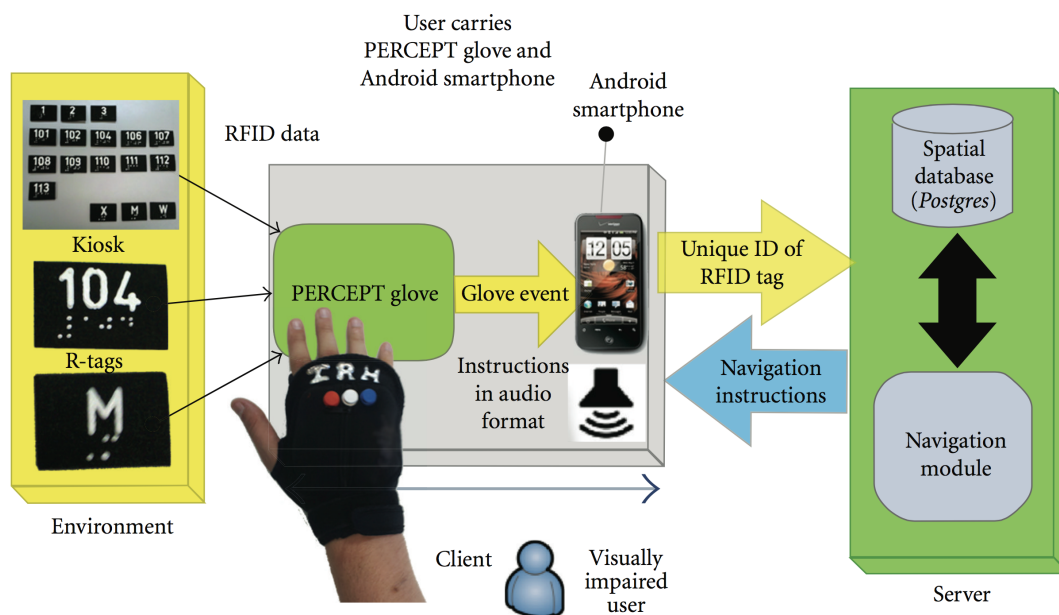 User carries
PERCEPT glove and
Android smartphone
Android
smartphone
RFID data
1 2 3
101 102 104 106 107
108 109 110 111 112
113
X M W
Kiosk
104
R-tags
M
Environment
PERCEPT glove
IRH
Glove event
12 05
Instructions
in audio
format
Unique ID of
RFID tag
Navigation
instructions
Spatial
database
(Postgres)
Navigation
module
Server
Client
Visually
impaired
user